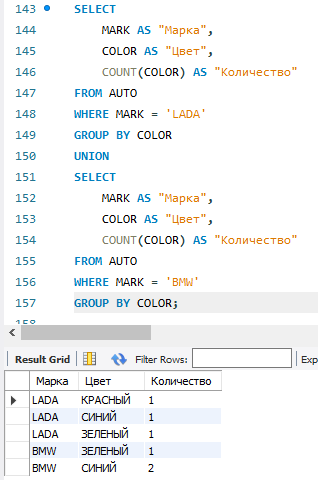 143 SELECT
144 MARK AS "Марка",
145 COLOR AS "Цвет",
146 COUNT(COLOR) AS "Количество"
147 FROM AUTO
148 WHERE MARK = 'LADA'
149 GROUP BY COLOR
150 UNION
151 SELECT
152 MARK AS "Марка",
153 COLOR AS "Цвет",
154 COUNT(COLOR) AS "Количество"
155 FROM AUTO
156 WHERE MARK = 'BMW'
157 GROUP BY COLOR;
Result Grid Filter Rows: Exp
Марка Цвет Количество
LADA КРАСНЫЙ 1
LADA СИНИЙ 1
LADA ЗЕЛЕНЫЙ 1
BMW ЗЕЛЕНЫЙ 1
BMW СИНИЙ 2